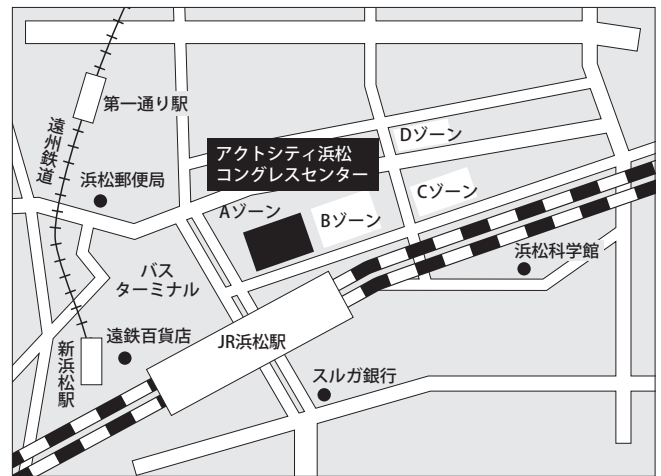 第一通り駅
遠州鉄道
浜松郵便局
アクトシティ浜松
コングレスセンター
Dゾーン
Cゾーン
Aゾーン
Bゾーン
浜松科学館
バス
ターミナル
遠鉄百貨店
新浜松駅
JR浜松駅
スルガ銀行